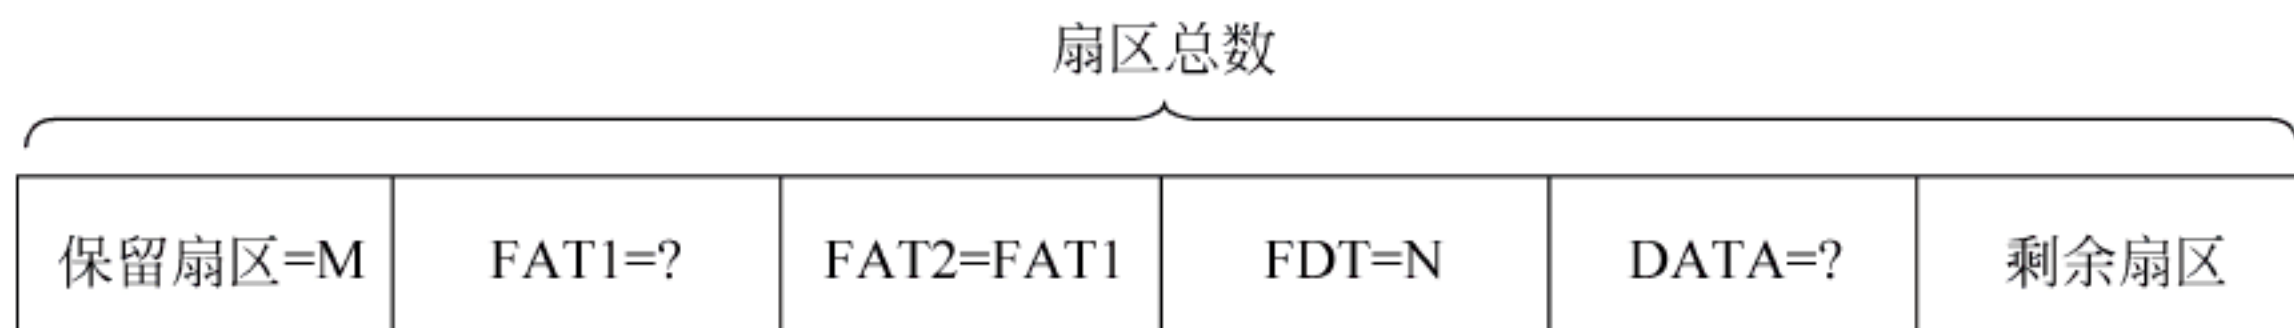 扇区总数
保留扇区=M FAT1=? FAT2=FAT1 FDT=N DATA=? 剩余扇区